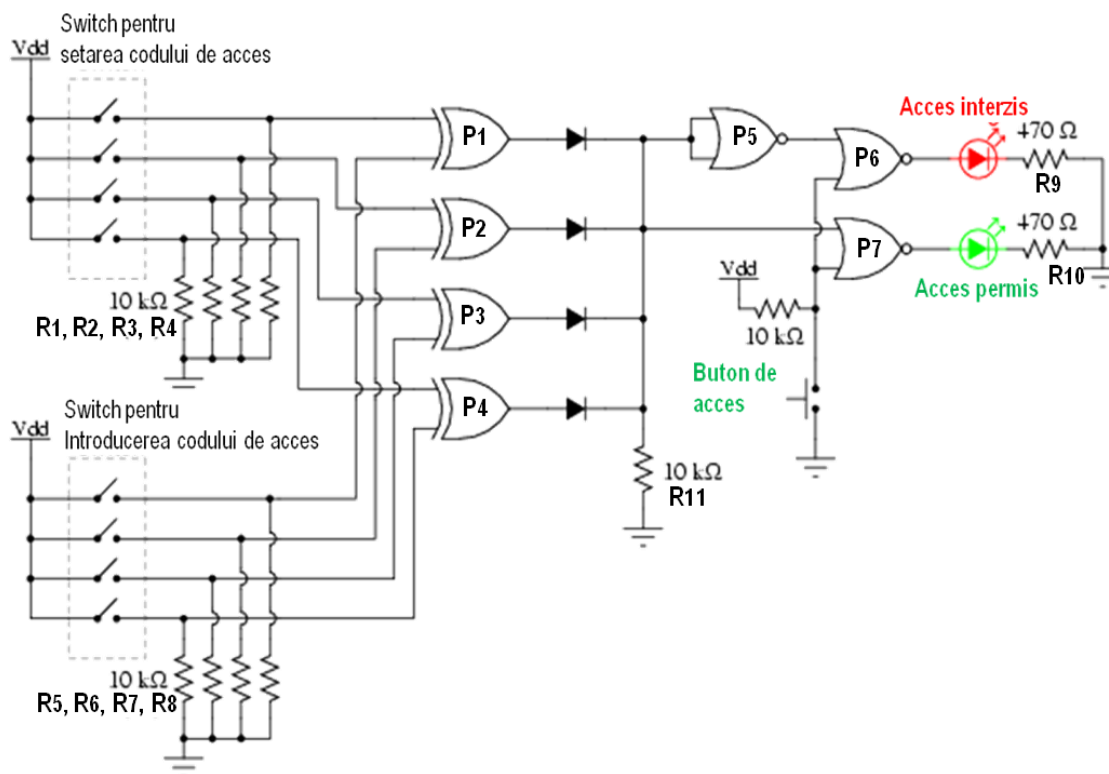 Switch pentru
setarea codului de acces
Vdd
P1
P2
P3
P4
P5
P6
P7
Acces interzis
+70 Ω
R9
+70 Ω
R10
Acces permis
10 kΩ
R1, R2, R3, R4
Vdd
10 kΩ
Buton de
acces
Switch pentru
Introducerea codului de acces
Vdd
10 kΩ
R11
10 kΩ
R5, R6, R7, R8